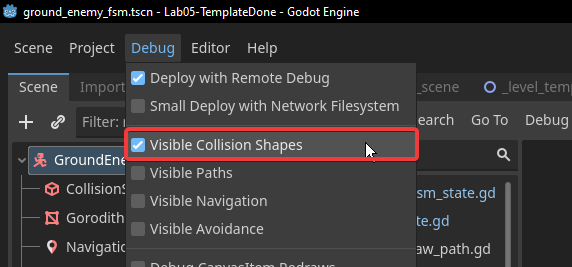 ground_enemy_fsm.tscn - Lab05-TemplateDone - Godot Engine
Scene Project Debug Editor Help
Deploy with Remote Debug
Small Deploy with Network Filesystem
Visible Collision Shapes
Visible Paths
Visible Navigation
Visible Avoidance
Debug CanvasItem Redraws
Scene Import
_scene
_level_tem
Filter:
earch Go To Debug
GroundEne
CollisionS
sm_state.gd
Gorodith
te.gd
Navigatio
aw_path.gd